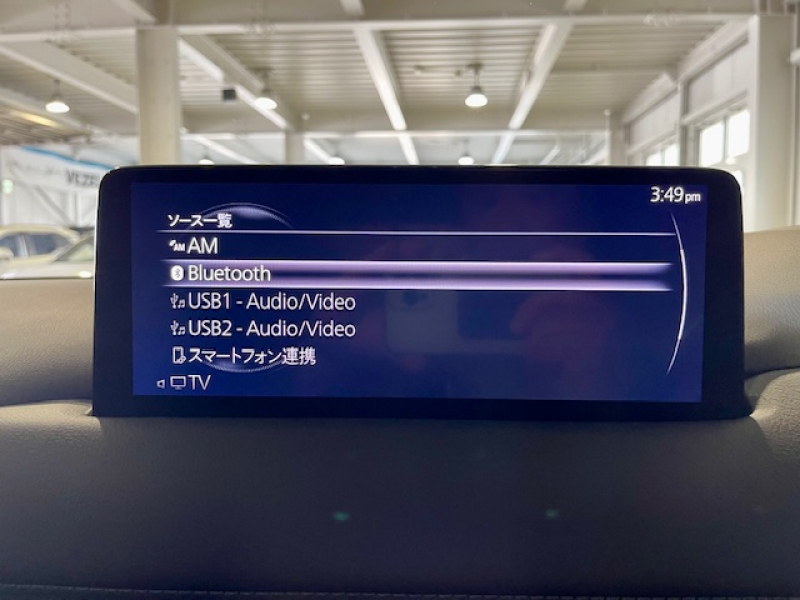 3:49pm
ソース一覧
AM
Bluetooth
USB1 - Audio/Video
USB2 - Audio/Video
スマートフォン連携
TV